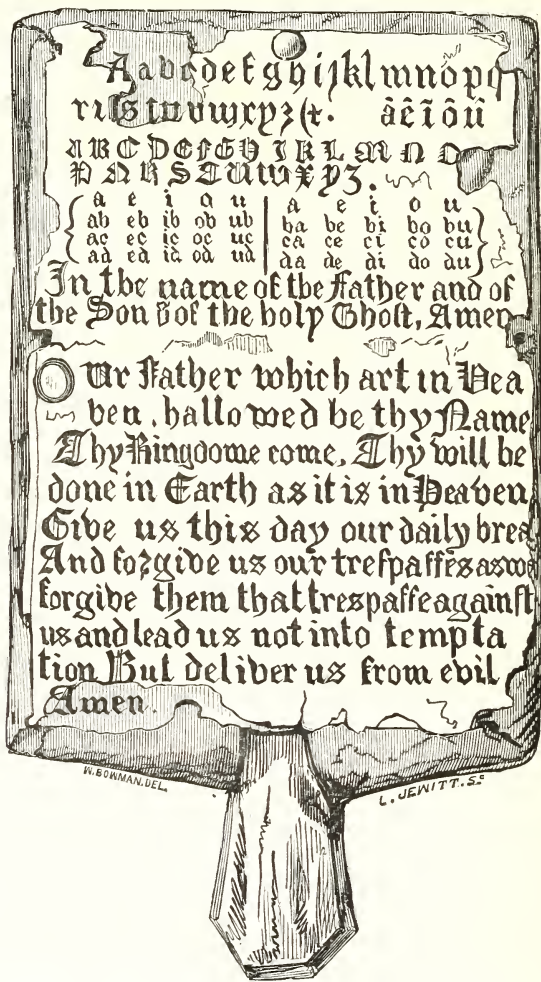 Aabcdefghijklmnopq
rſstuvwxyz&. ãẽĩõũ
ABCDEFGHIKLMNO
PQRSTUWXYZ.
a e i o u | a e i o u
ab eb ib ob ub | ba be bi bo bu
ac ec ic oc uc | ca ce ci co cu
ad ed id od ud | da de di do du
In the name of the Father and of
the Son & of the holy Ghoſt, Amen
Our Father which art in Hea
ven, hallowed be thy Name
Thy Kingdome come, Thy will be
done in Earth as it is in Heaven,
Give us this day our daily brea
And forgive us our treſpaſſes as we
forgive them that treſpaſſe againſt
us and lead us not into tempta
tion But deliver us from evil
Amen.
W. BOWMAN. DEL.
L. JEWITT. Sc